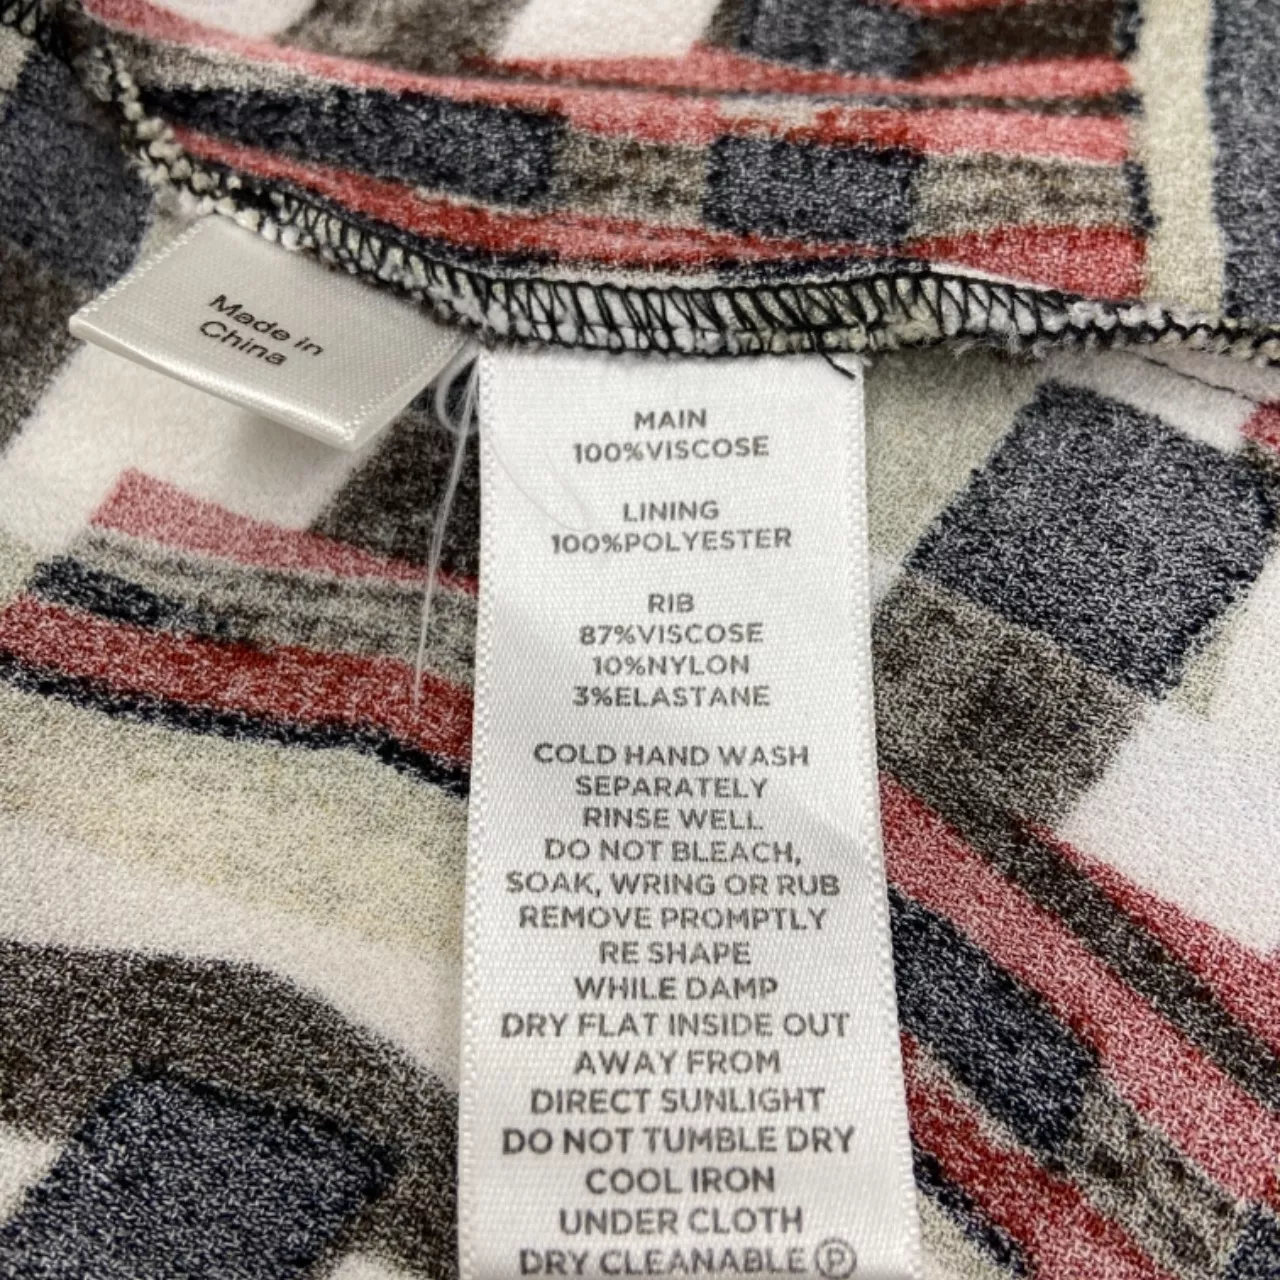 Made in
China
MAIN
100%VISCOSE
LINING
100%POLYESTER
RIB
87%VISCOSE
10%NYLON
3%ELASTANE
COLD HAND WASH
SEPARATELY
RINSE WELL
DO NOT BLEACH,
SOAK, WRING OR RUB
REMOVE PROMPTLY
RE SHAPE
WHILE DAMP
DRY FLAT INSIDE OUT
AWAY FROM
DIRECT SUNLIGHT
DO NOT TUMBLE DRY
COOL IRON
UNDER CLOTH
DRY CLEANABLE Ⓟ